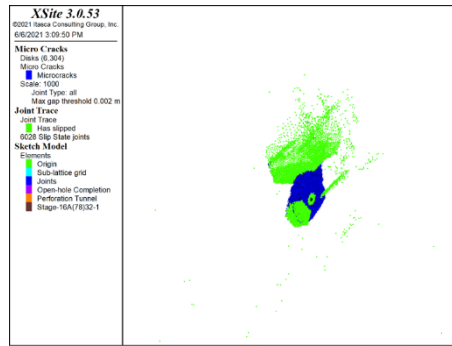 XSite 3.0.53
©2021 Itasca Consulting Group, Inc.
6/6/2021 3:09:50 PM
Micro Cracks
Disks (6,304)
Micro Cracks
Microcracks
Scale: 1000
Joint Type: all
Max gap threshold 0.002 m
Joint Trace
Joint Trace
Has slipped
6028 Slip State joints
Sketch Model
Elements
Origin
Sub-lattice grid
Joints
Open-hole Completion
Perforation Tunnel
Stage-16A(78)32-1